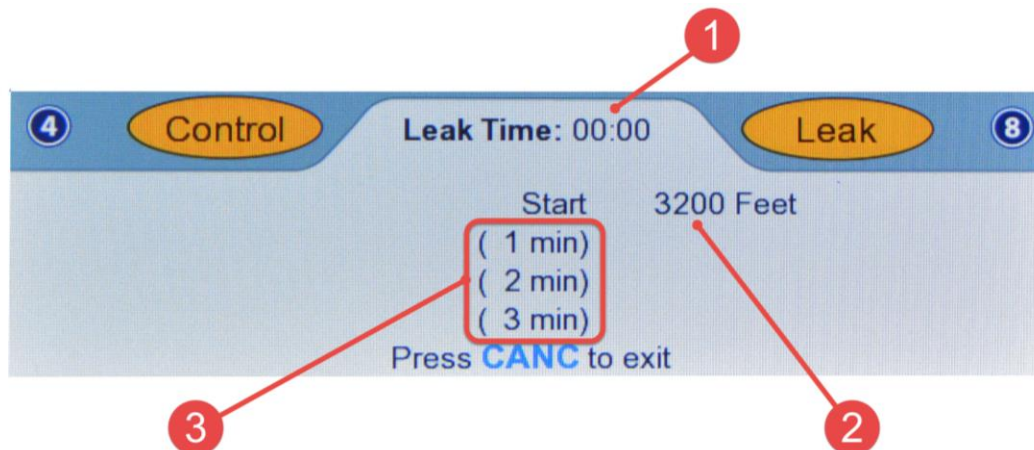 1
4 Control Leak Time: 00:00 Leak 8
Start 3200 Feet
( 1 min)
( 2 min)
( 3 min)
Press CANC to exit
3 2